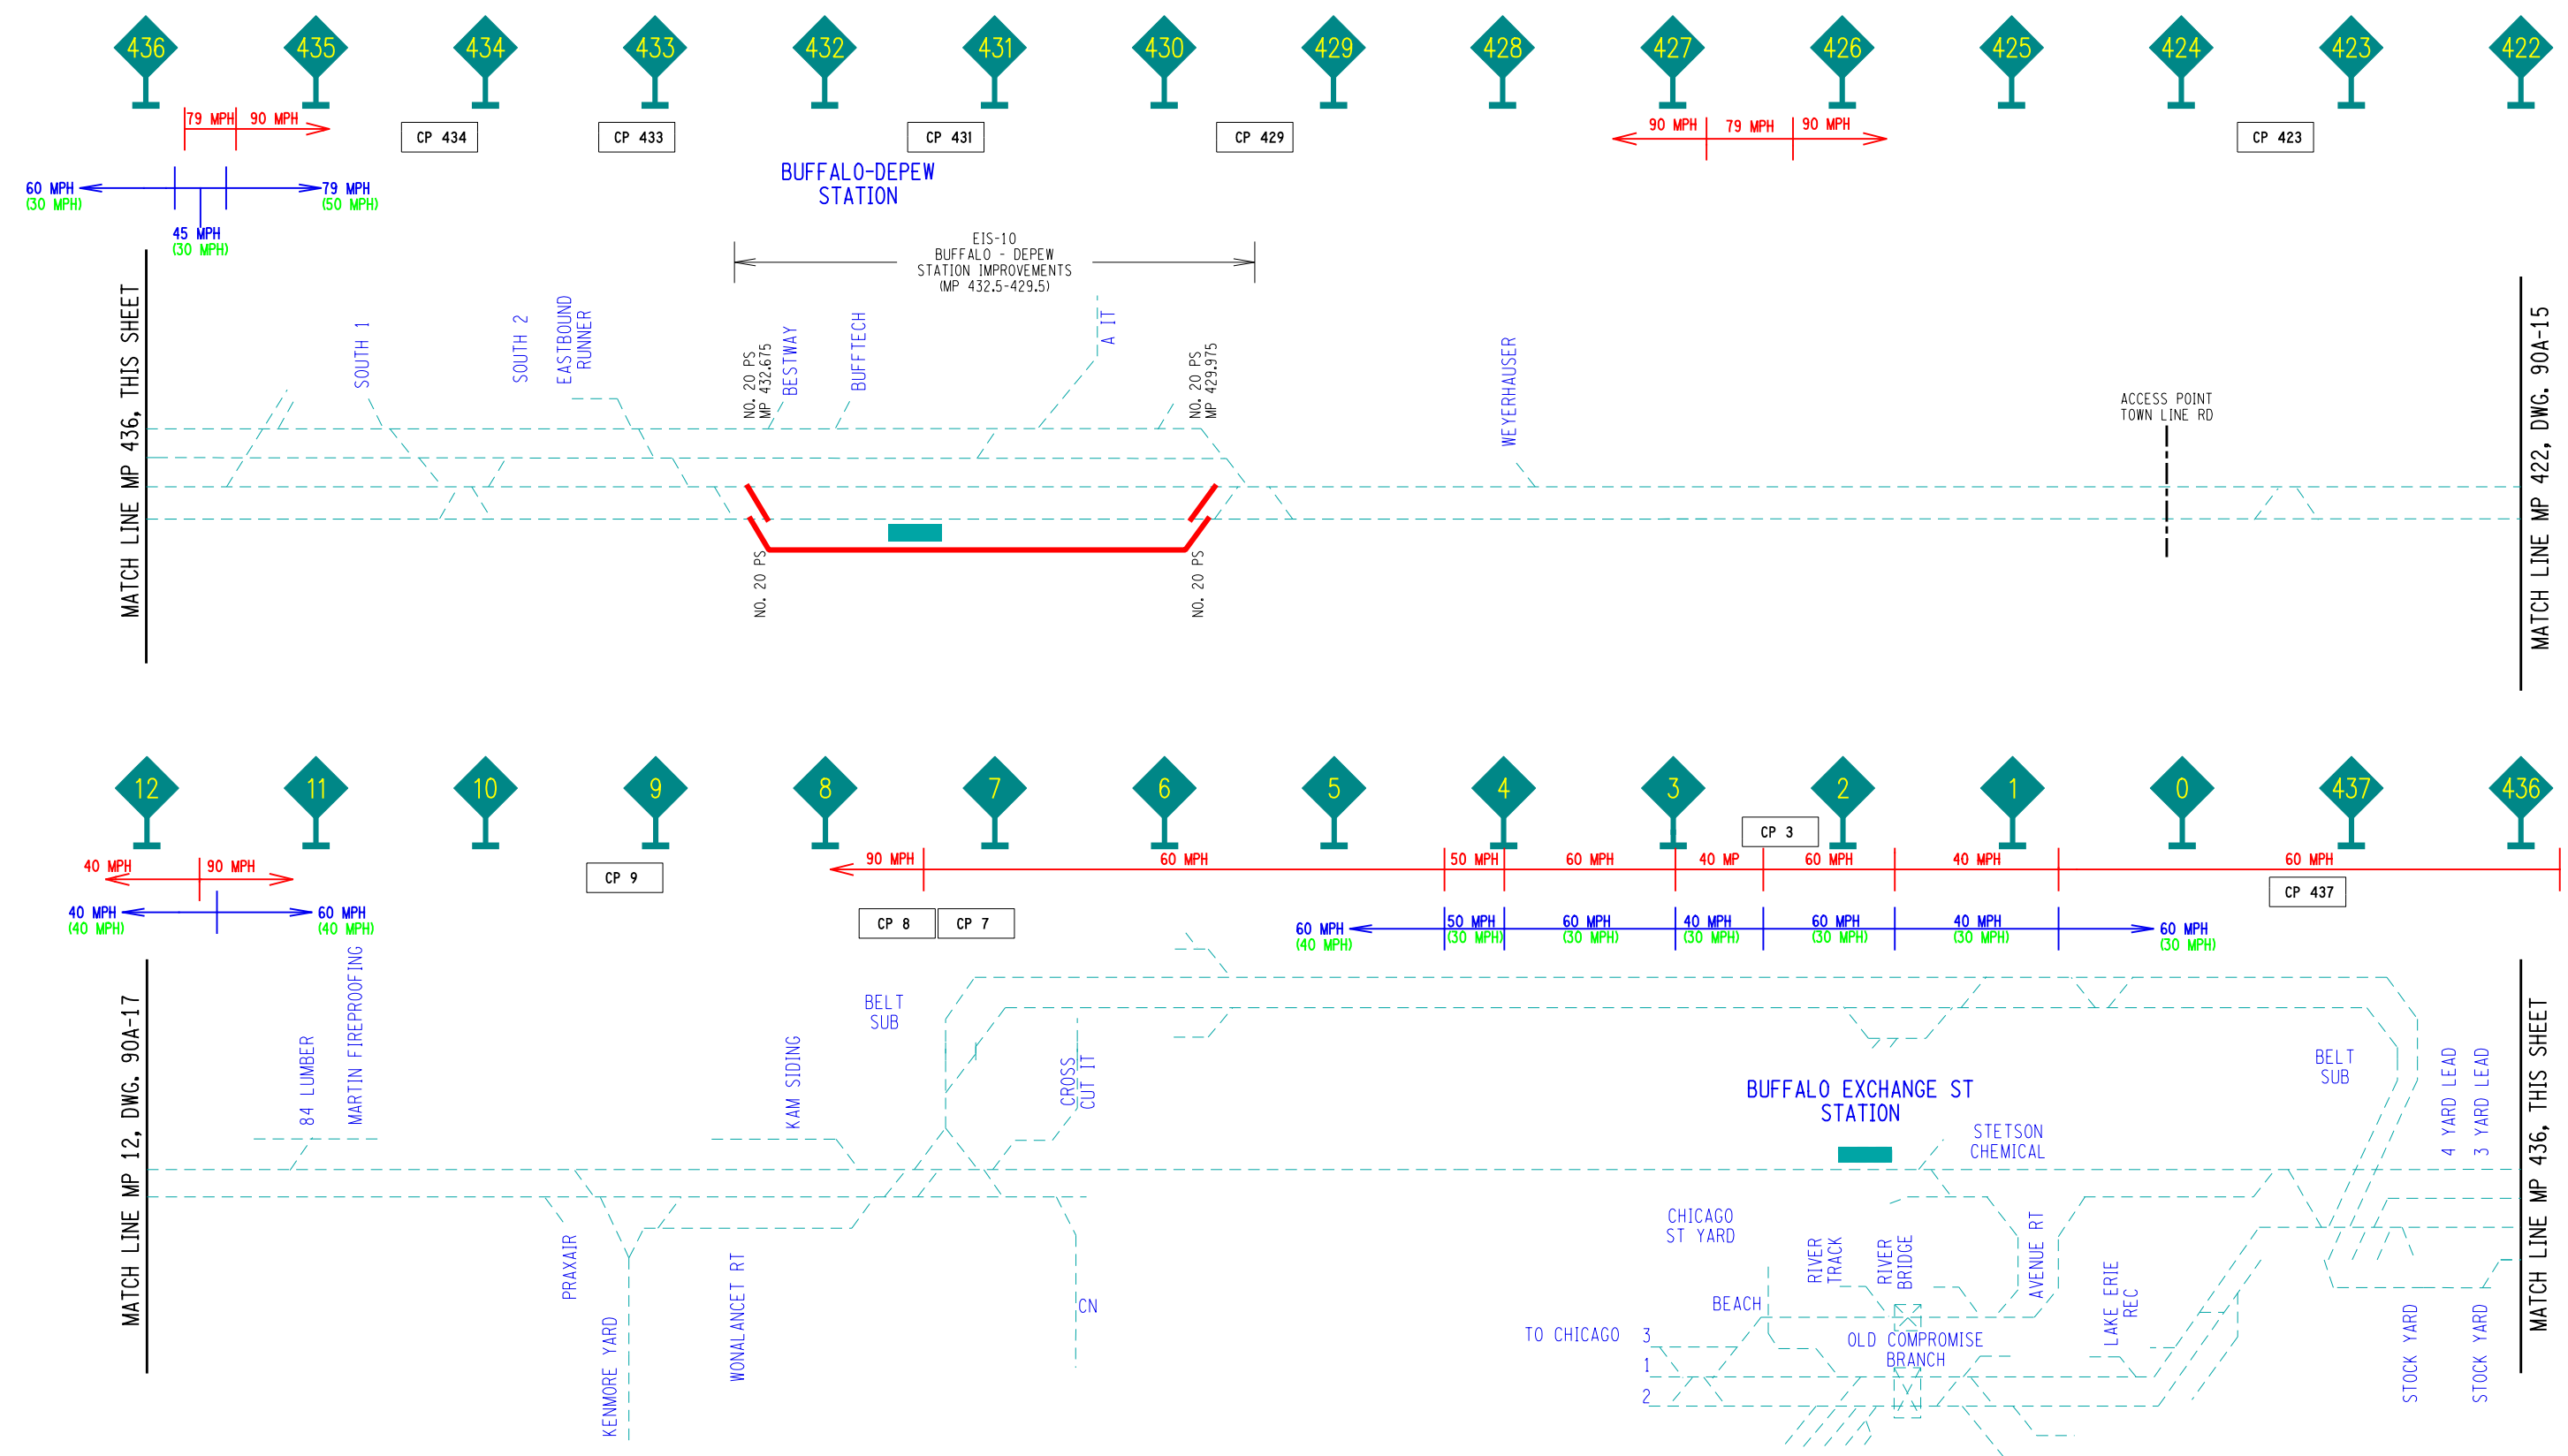 436 435 434 433 432 431 430 429 428 427 426 425 424 423 422
79 MPH 90 MPH
CP 434
CP 433
CP 431
CP 429
90 MPH 79 MPH 90 MPH
CP 423
60 MPH
(30 MPH)
79 MPH
(50 MPH)
45 MPH
(30 MPH)
BUFFALO-DEPEW
STATION
EIS-10
BUFFALO - DEPEW
STATION IMPROVEMENTS
(MP 432.5-429.5)
MATCH LINE MP 436, THIS SHEET
SOUTH 1
SOUTH 2
EASTBOUND
RUNNER
NO. 20 PS
MP 432.675
BESTWAY
BUFFTECH
A IT
NO. 20 PS
MP 429.975
WEYERHAUSER
ACCESS POINT
TOWN LINE RD
MATCH LINE MP 422, DWG. 90A-15
NO. 20 PS
NO. 20 PS
12 11 10 9 8 7 6 5 4 3 2 1 0 437 436
40 MPH 90 MPH
CP 9
90 MPH 60 MPH 50 MPH 60 MPH 40 MP 60 MPH 40 MPH 60 MPH
CP 3
CP 437
40 MPH
(40 MPH)
60 MPH
(40 MPH)
CP 8
CP 7
60 MPH
(40 MPH)
50 MPH
(30 MPH)
60 MPH
(30 MPH)
40 MPH
(30 MPH)
60 MPH
(30 MPH)
40 MPH
(30 MPH)
60 MPH
(30 MPH)
MATCH LINE MP 12, DWG. 90A-17
84 LUMBER
MARTIN FIREPROOFING
KAM SIDING
BELT
SUB
CROSS
CUT IT
BUFFALO EXCHANGE ST
STATION
STETSON
CHEMICAL
BELT
SUB
4 YARD LEAD
3 YARD LEAD
MATCH LINE MP 436, THIS SHEET
PRAXAIR
KENMORE YARD
WONALANCET RT
CN
CHICAGO
ST YARD
RIVER
TRACK
RIVER
BRIDGE
AVENUE RT
LAKE ERIE
REC
BEACH
TO CHICAGO 3
1
2
OLD COMPROMISE
BRANCH
STOCK YARD
STOCK YARD